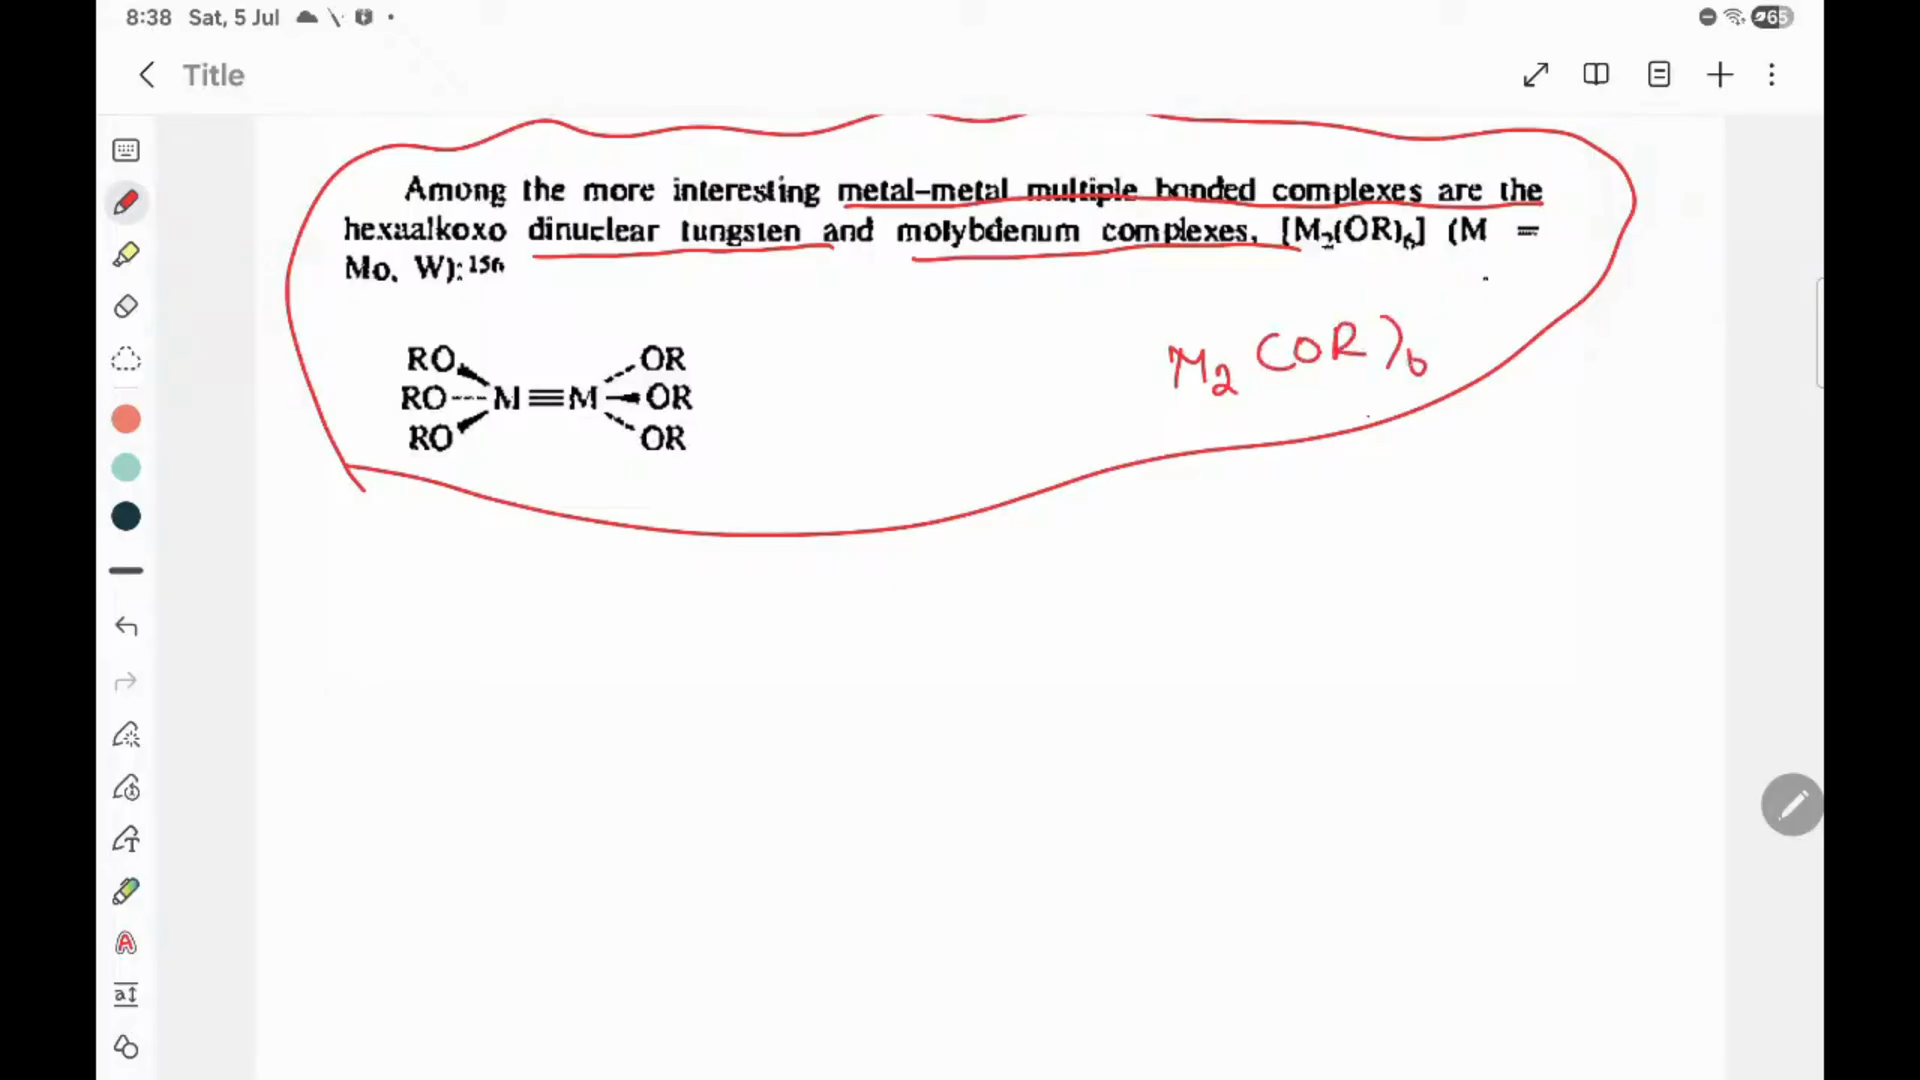 8:38 Sat, 5 Jul
65
Title
Among the more interesting metal–metal multiple bonded complexes are the
hexaalkoxo dinuclear tungsten and molybdenum complexes, [M₂(OR)₆] (M =
Mo, W):¹⁵⁶
RO OR
RO---M≡M OR
RO OR
M₂ (OR)₆